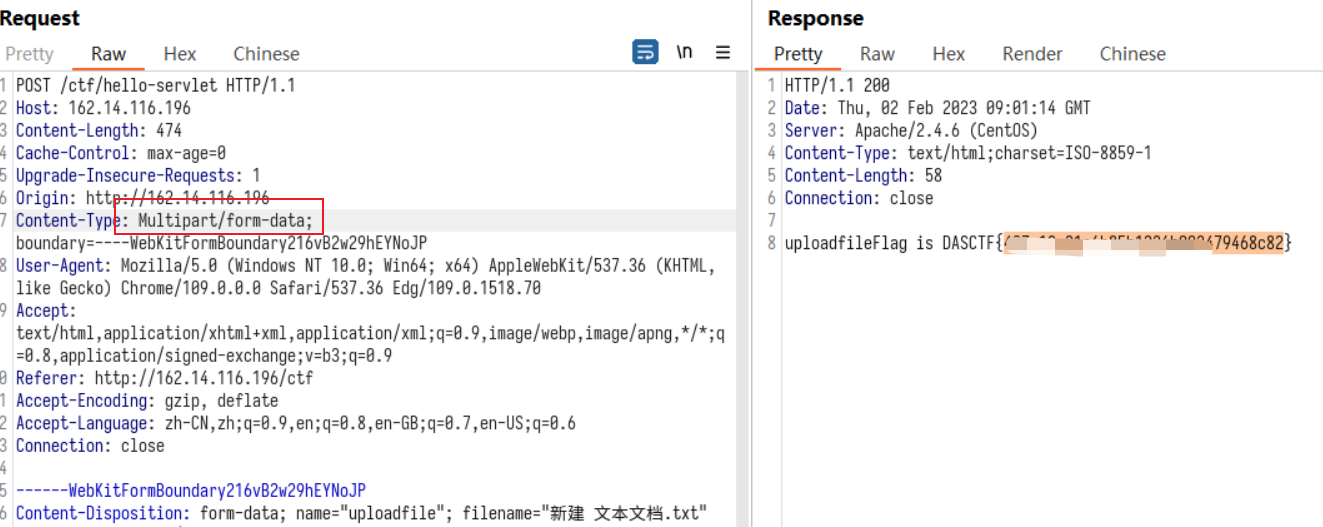 Request
Pretty Raw Hex Chinese \n
1 POST /ctf/hello-servlet HTTP/1.1
2 Host: 162.14.116.196
3 Content-Length: 474
4 Cache-Control: max-age=0
5 Upgrade-Insecure-Requests: 1
6 Origin: http://162.14.116.196
7 Content-Type: Multipart/form-data;
boundary=----WebKitFormBoundary216vB2w29hEYNoJP
8 User-Agent: Mozilla/5.0 (Windows NT 10.0; Win64; x64) AppleWebKit/537.36 (KHTML,
like Gecko) Chrome/109.0.0.0 Safari/537.36 Edg/109.0.1518.70
9 Accept:
text/html,application/xhtml+xml,application/xml;q=0.9,image/webp,image/apng,*/*;q
=0.8,application/signed-exchange;v=b3;q=0.9
0 Referer: http://162.14.116.196/ctf
1 Accept-Encoding: gzip, deflate
2 Accept-Language: zh-CN,zh;q=0.9,en;q=0.8,en-GB;q=0.7,en-US;q=0.6
3 Connection: close
4
5 ------WebKitFormBoundary216vB2w29hEYNoJP
6 Content-Disposition: form-data; name="uploadfile"; filename="新建 文本文档.txt"
Response
Pretty Raw Hex Render Chinese
1 HTTP/1.1 200
2 Date: Thu, 02 Feb 2023 09:01:14 GMT
3 Server: Apache/2.4.6 (CentOS)
4 Content-Type: text/html;charset=ISO-8859-1
5 Content-Length: 58
6 Connection: close
7
8 uploadfileFlag is DASCTF{ 79468c82}